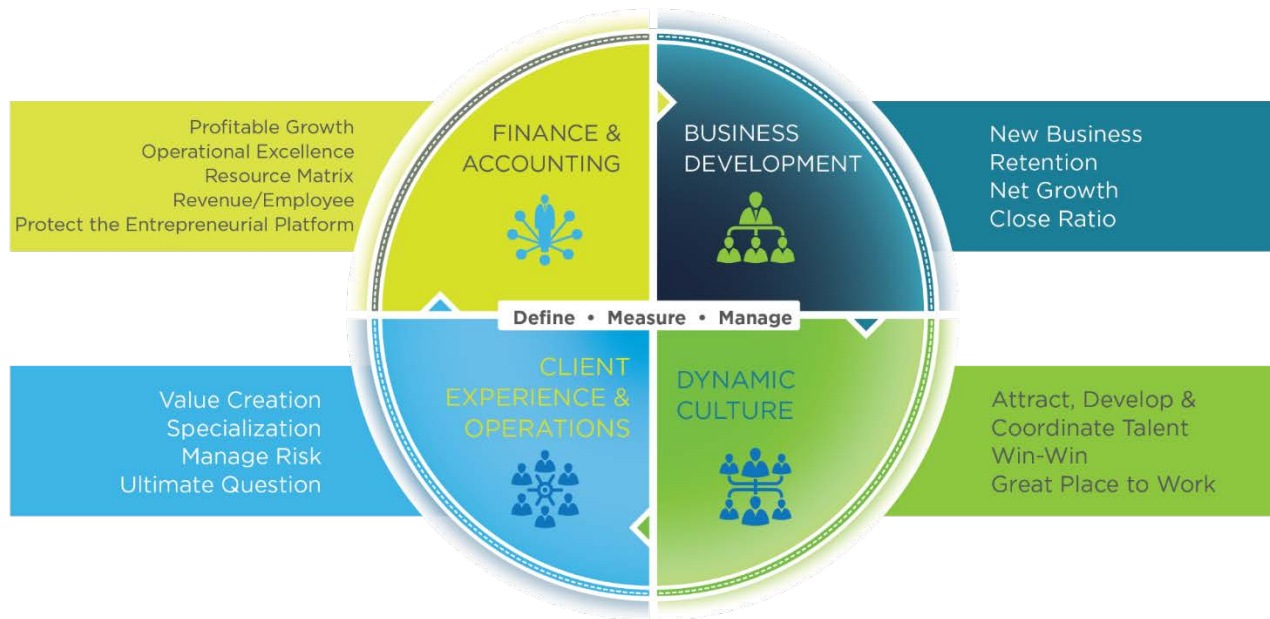 Profitable Growth
Operational Excellence
Resource Matrix
Revenue/Employee
Protect the Entrepreneurial Platform
FINANCE &
ACCOUNTING
BUSINESS
DEVELOPMENT
New Business
Retention
Net Growth
Close Ratio
Define • Measure • Manage
Value Creation
Specialization
Manage Risk
Ultimate Question
CLIENT
EXPERIENCE &
OPERATIONS
DYNAMIC
CULTURE
Attract, Develop &
Coordinate Talent
Win-Win
Great Place to Work